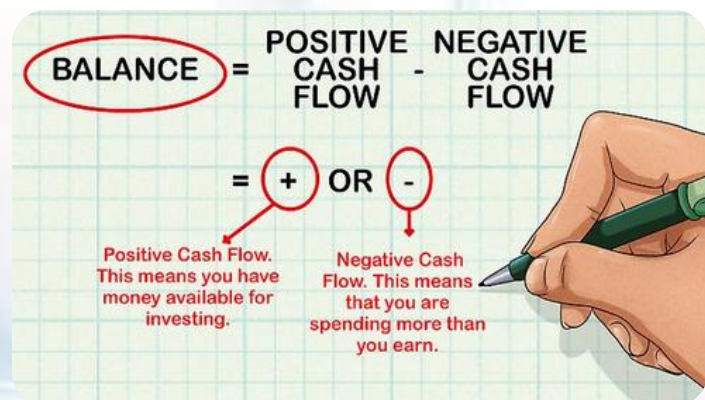 POSITIVE NEGATIVE
BALANCE = CASH - CASH
FLOW FLOW
= + OR -
Positive Cash Flow.
This means you have
money available for
investing.
Negative Cash
Flow. This means
that you are
spending more than
you earn.